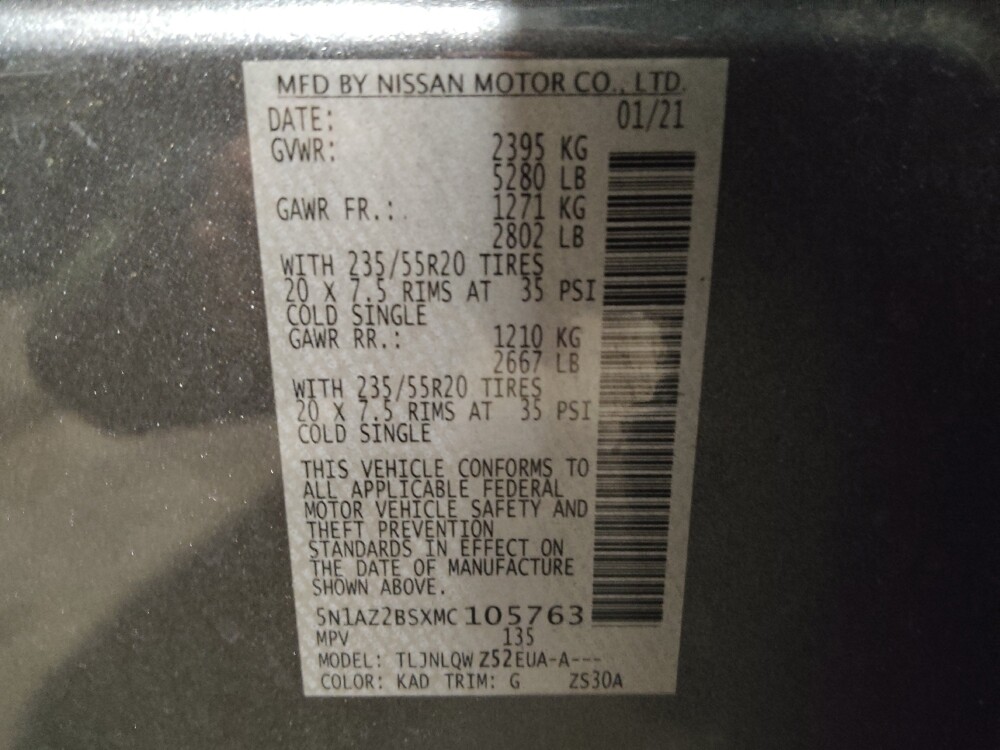 MFD BY NISSAN MOTOR CO., LTD.
DATE: 01/21
GVWR: 2395 KG
5280 LB
GAWR FR.: 1271 KG
2802 LB
WITH 235/55R20 TIRES
20 X 7.5 RIMS AT 35 PSI
COLD SINGLE
GAWR RR.: 1210 KG
2667 LB
WITH 235/55R20 TIRES
20 X 7.5 RIMS AT 35 PSI
COLD SINGLE
THIS VEHICLE CONFORMS TO
ALL APPLICABLE FEDERAL
MOTOR VEHICLE SAFETY AND
THEFT PREVENTION
STANDARDS IN EFFECT ON
THE DATE OF MANUFACTURE
SHOWN ABOVE.
5N1AZ2BSXMC105763
MPV 135
MODEL: TLJNLQWZ52EUA-A---
COLOR: KAD TRIM: G ZS30A